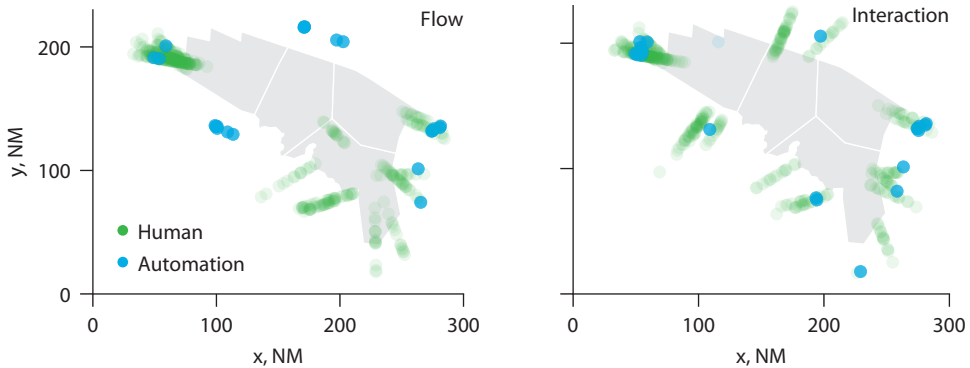 Flow
Interaction
200
100
0
y, NM
Human
Automation
0 100 200 300
0 100 200 300
x, NM
x, NM